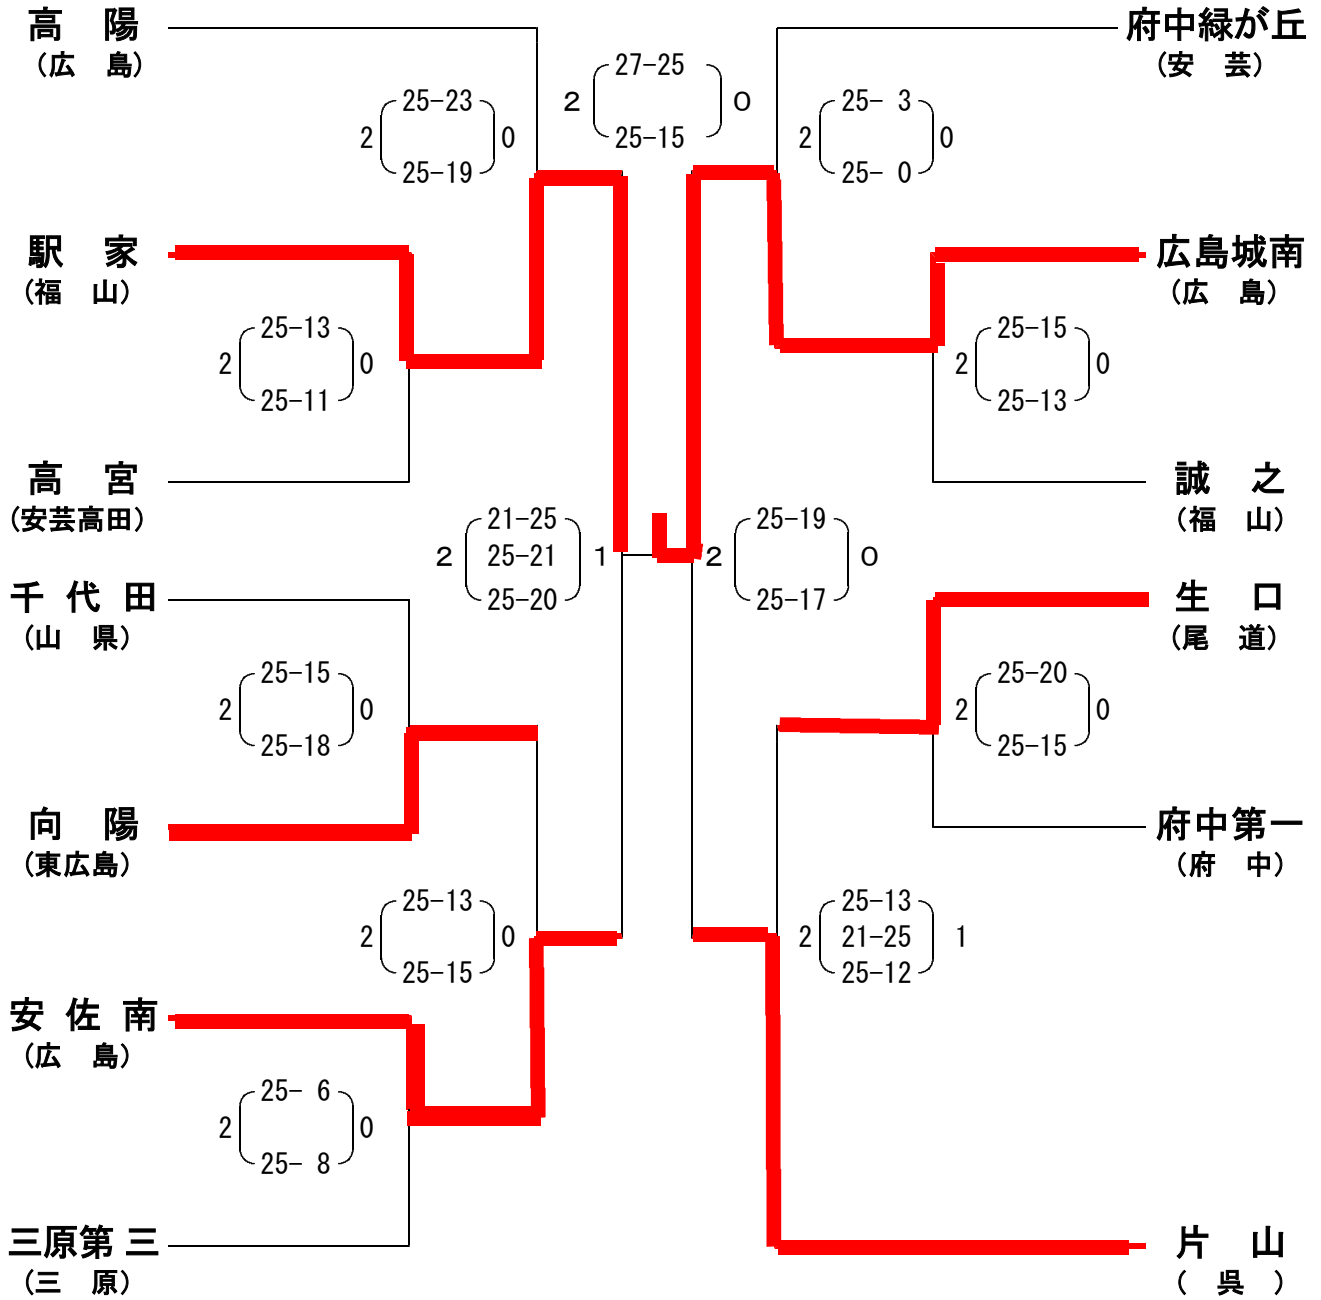 高　陽
（広　島）
府中緑が丘
（安　芸）
27-25
2 0
25-15
25-23
2 0
25-19
25- 3
2 0
25- 0
駅　家
（福　山）
広島城南
（広　島）
25-13
2 0
25-11
25-15
2 0
25-13
高　宮
（安芸高田）
誠　之
（福　山）
21-25
2 25-21 1
25-20
25-19
2 0
25-17
千 代 田
（山　県）
生　口
（尾　道）
25-15
2 0
25-18
25-20
2 0
25-15
向　陽
（東広島）
府中第一
（府　中）
25-13
2 0
25-15
25-13
2 21-25 1
25-12
安 佐 南
（広　島）
25- 6
2 0
25- 8
三原第三
（三　原）
片　山
（　呉　）